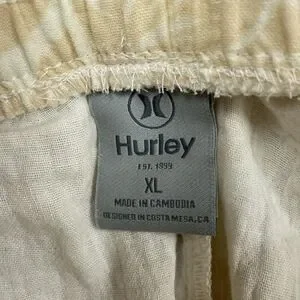 Hurley
EST. 1999
XL
MADE IN CAMBODIA
DESIGNED IN COSTA MESA, CA